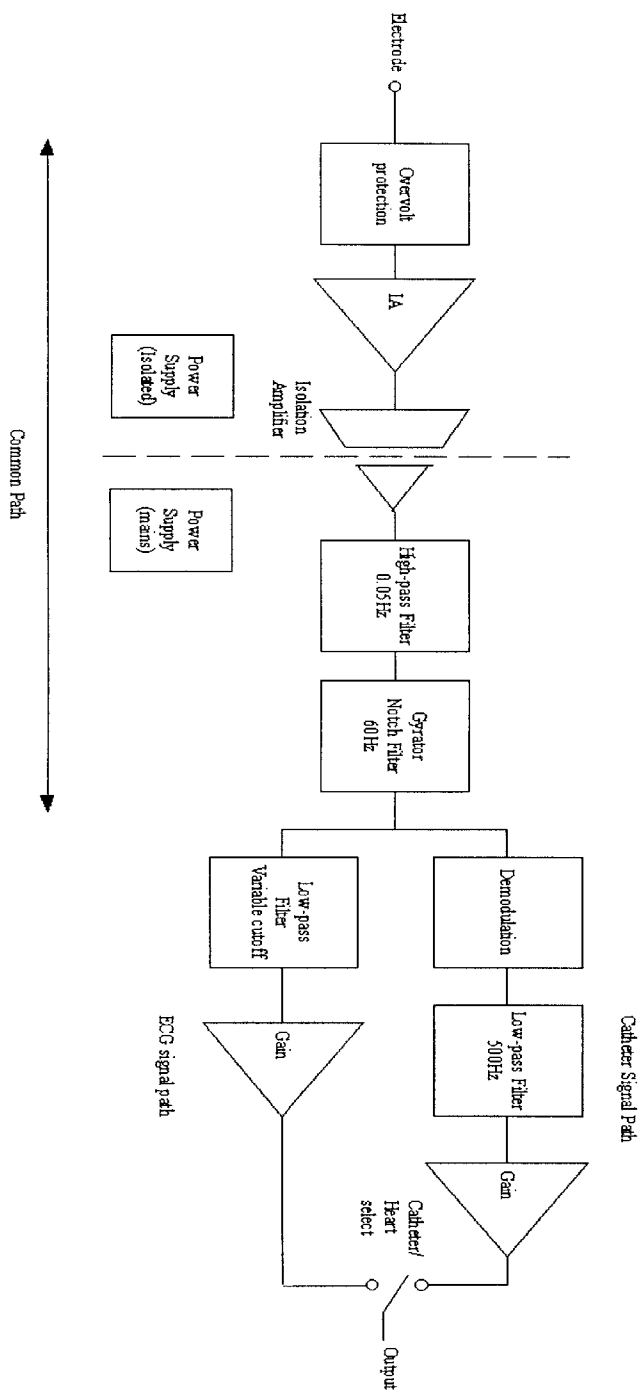 Electrode
Overvolt
protection
IA
Isolation
Amplifier
Power
Supply
(Isolated)
Power
Supply
(mains)
High-pass Filter
0.05Hz
Gyrator
Notch Filter
60Hz
Common Path
Demodulation
Low-pass Filter
500Hz
Gain
Catheter Signal Path
Low-pass
Filter
Variable cutoff
Gain
ECG signal path
Catheter/
Heart
select
Output